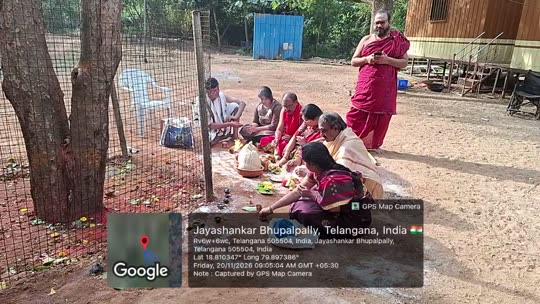 GPS Map Camera
Jayashankar Bhupalpally, Telangana, India 🇮🇳
Rv6w+6wc, Telangana 505504, India, Jayashankar Bhupalpally,
Telangana 505504, India
Lat 18.810347° Long 79.897386°
Friday, 20/11/2026 09:05:04 AM GMT +05:30
Note : Captured by GPS Map Camera
Google